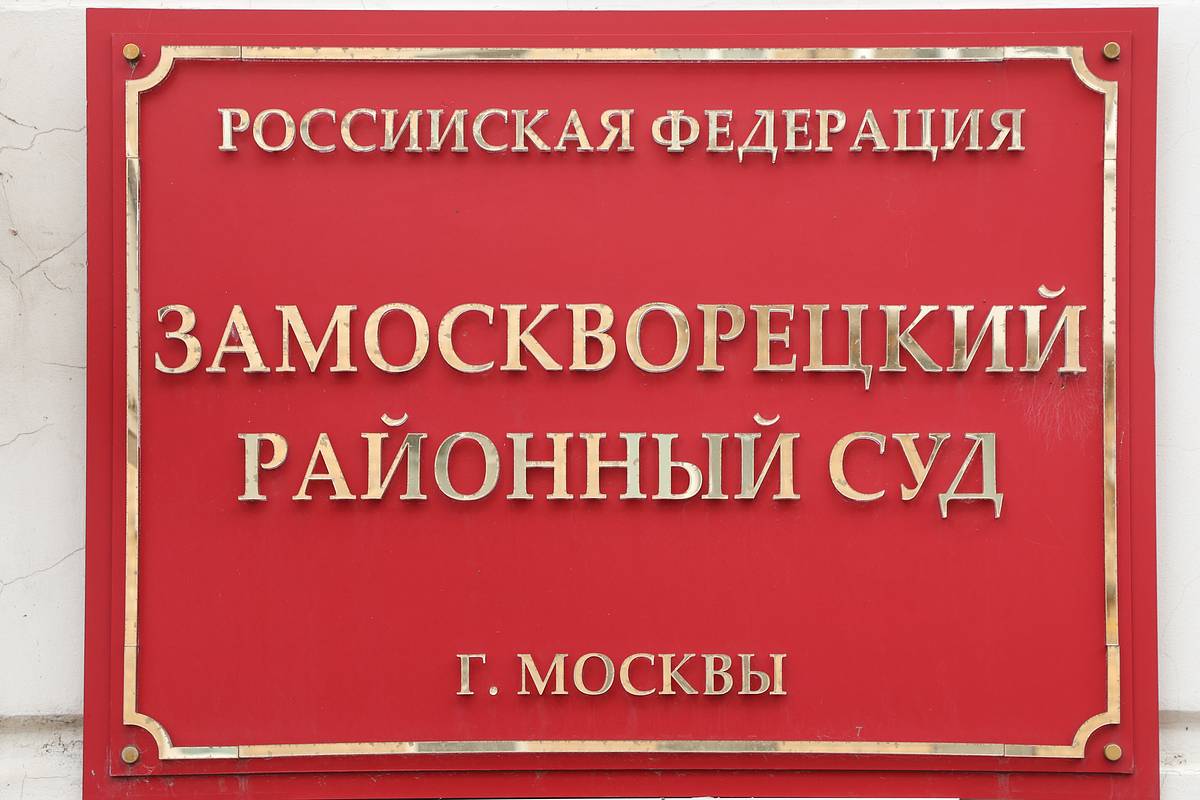 РОССИИСКАЯ ФЕДЕРАЦИЯ
ЗАМОСКВОРЕЦКИЙ
РАЙОННЫЙ СУД
Г. МОСКВЫ